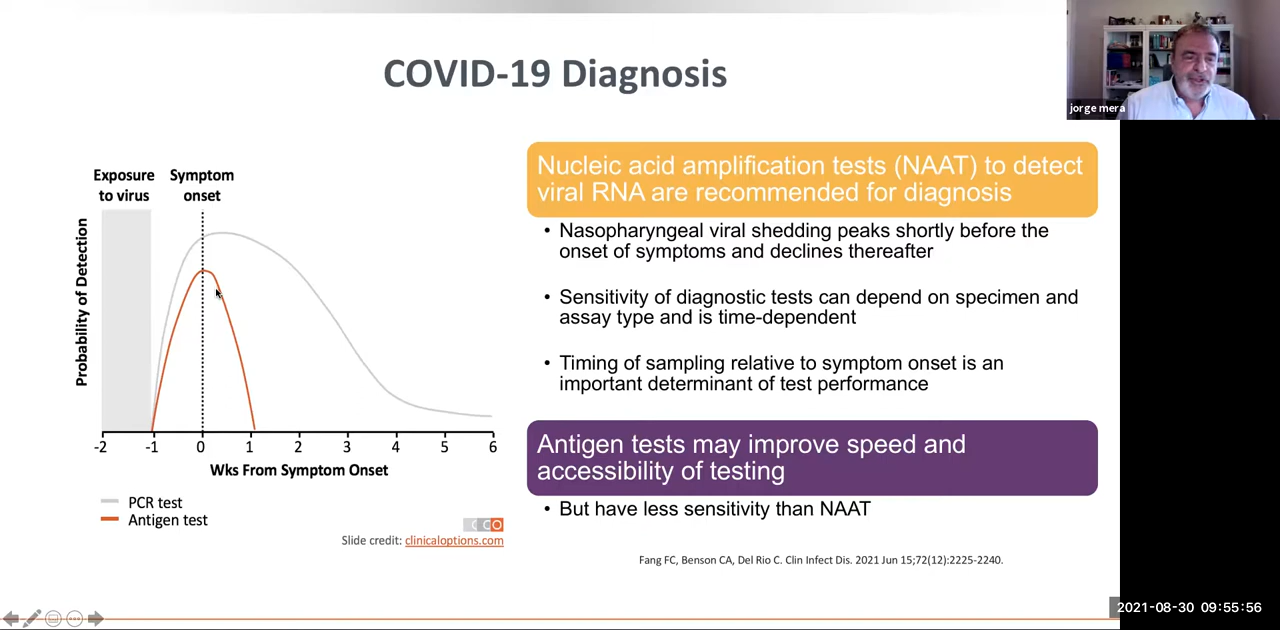 COVID-19 Diagnosis
jorge mera
Exposure
to virus
Symptom
onset
Probability of Detection
-2 -1 0 1 2 3 4 5 6
Wks From Symptom Onset
PCR test
Antigen test
CCO
Slide credit: clinicaloptions.com
Nucleic acid amplification tests (NAAT) to detect
viral RNA are recommended for diagnosis
• Nasopharyngeal viral shedding peaks shortly before the
onset of symptoms and declines thereafter
• Sensitivity of diagnostic tests can depend on specimen and
assay type and is time-dependent
• Timing of sampling relative to symptom onset is an
important determinant of test performance
Antigen tests may improve speed and
accessibility of testing
• But have less sensitivity than NAAT
Fang FC, Benson CA, Del Rio C. Clin Infect Dis. 2021 Jun 15;72(12):2225-2240.
2021-08-30 09:55:56